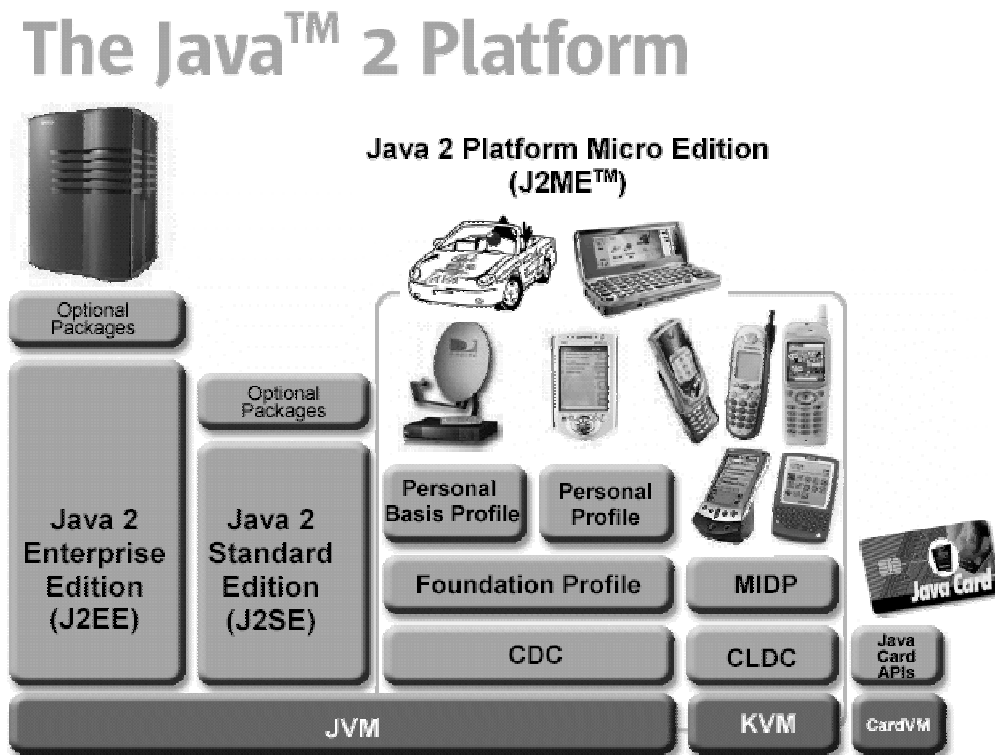 The Java™ 2 Platform
Java 2 Platform Micro Edition
(J2ME™)
Optional
Packages
Optional
Packages
Java 2
Enterprise
Edition
(J2EE)
Java 2
Standard
Edition
(J2SE)
Personal
Basis Profile
Personal
Profile
Foundation Profile
MIDP
CDC
CLDC
Java Card
Java
Card
APIs
JVM
KVM
CardVM